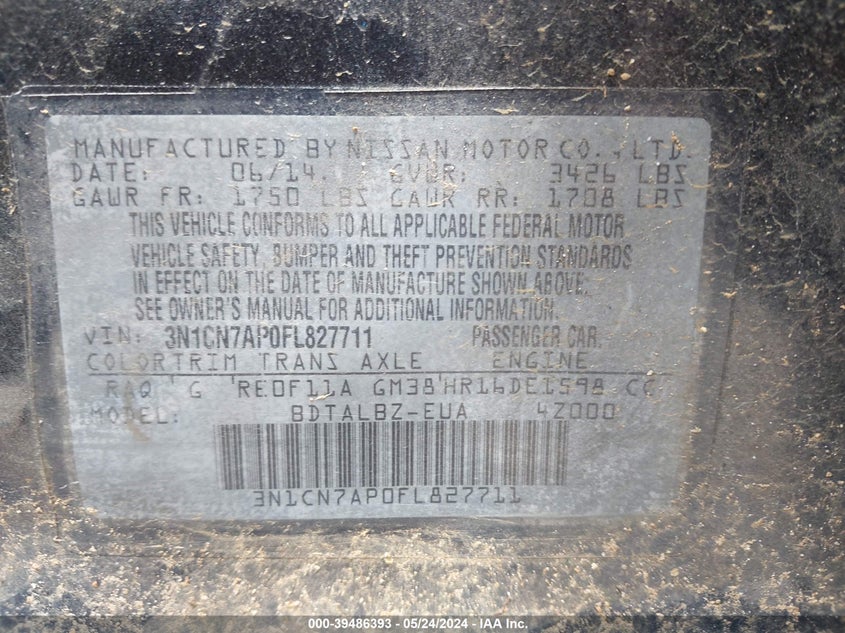 MANUFACTURED BY NISSAN MOTOR CO., LTD.
DATE: 06/14 GVWR: 3426 LBS
GAWR FR: 1750 LBS GAWR RR: 1708 LBS
THIS VEHICLE CONFORMS TO ALL APPLICABLE FEDERAL MOTOR
VEHICLE SAFETY, BUMPER AND THEFT PREVENTION STANDARDS
IN EFFECT ON THE DATE OF MANUFACTURE SHOWN ABOVE.
SEE OWNER'S MANUAL FOR ADDITIONAL INFORMATION.
VIN: 3N1CN7AP0FL827711 PASSENGER CAR
COLOR TRIM TRANS AXLE ENGINE
RAQ G RE0F11A GM38 HR16DE1598 CC
MODEL: BDTALBZ-EUA 4Z000
3N1CN7AP0FL827711
000-39486393 - 05/24/2024 - IAA Inc.